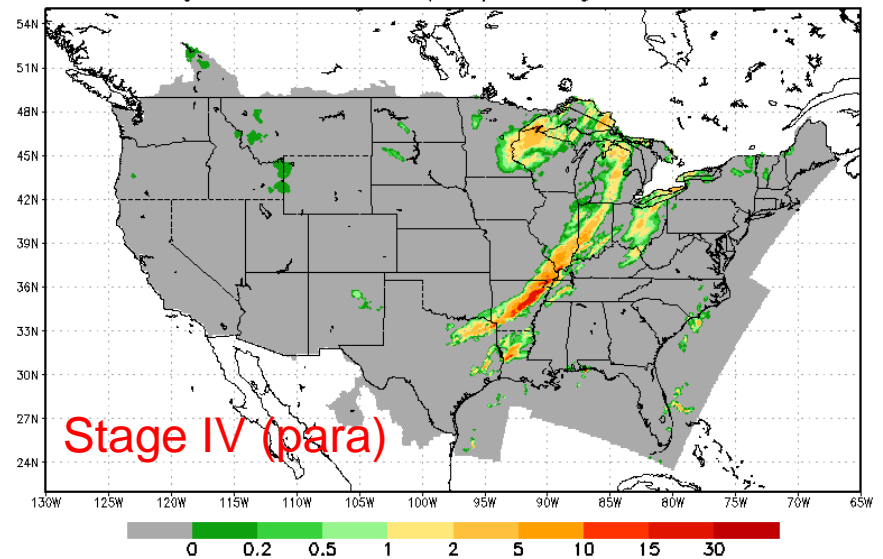 54N
51N
48N
45N
42N
39N
36N
33N
30N
27N
24N
Stage IV (para)
130W 125W 120W 115W 110W 105W 100W 95W 90W 85W 80W 75W 70W 65W
0 0.2 0.5 1 2 5 10 15 30